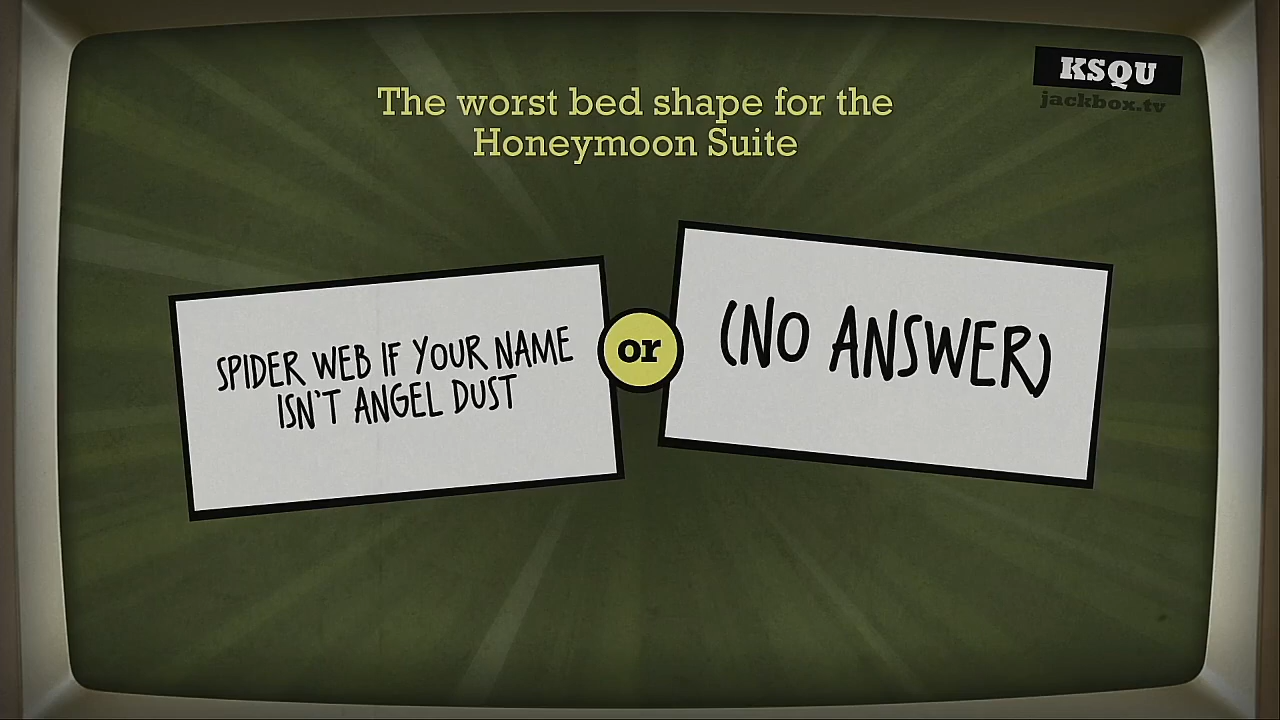 KSQU
jackbox.tv
The worst bed shape for the
Honeymoon Suite
SPIDER WEB IF YOUR NAME
ISN'T ANGEL DUST
or
(NO ANSWER)